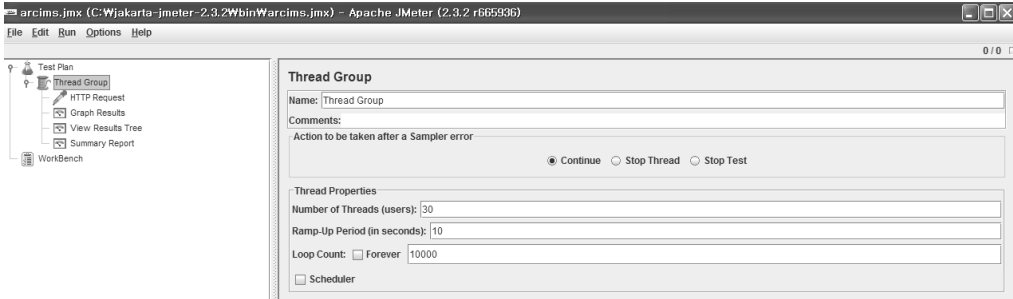 arcims.jmx (C:₩jakarta-jmeter-2.3.2₩bin₩arcims.jmx) - Apache JMeter (2.3.2 r665936)
File Edit Run Options Help
0 / 0
Test Plan
Thread Group
HTTP Request
Graph Results
View Results Tree
Summary Report
WorkBench
Thread Group
Name: Thread Group
Comments:
Action to be taken after a Sampler error
Continue Stop Thread Stop Test
Thread Properties
Number of Threads (users): 30
Ramp-Up Period (in seconds): 10
Loop Count: Forever 10000
Scheduler